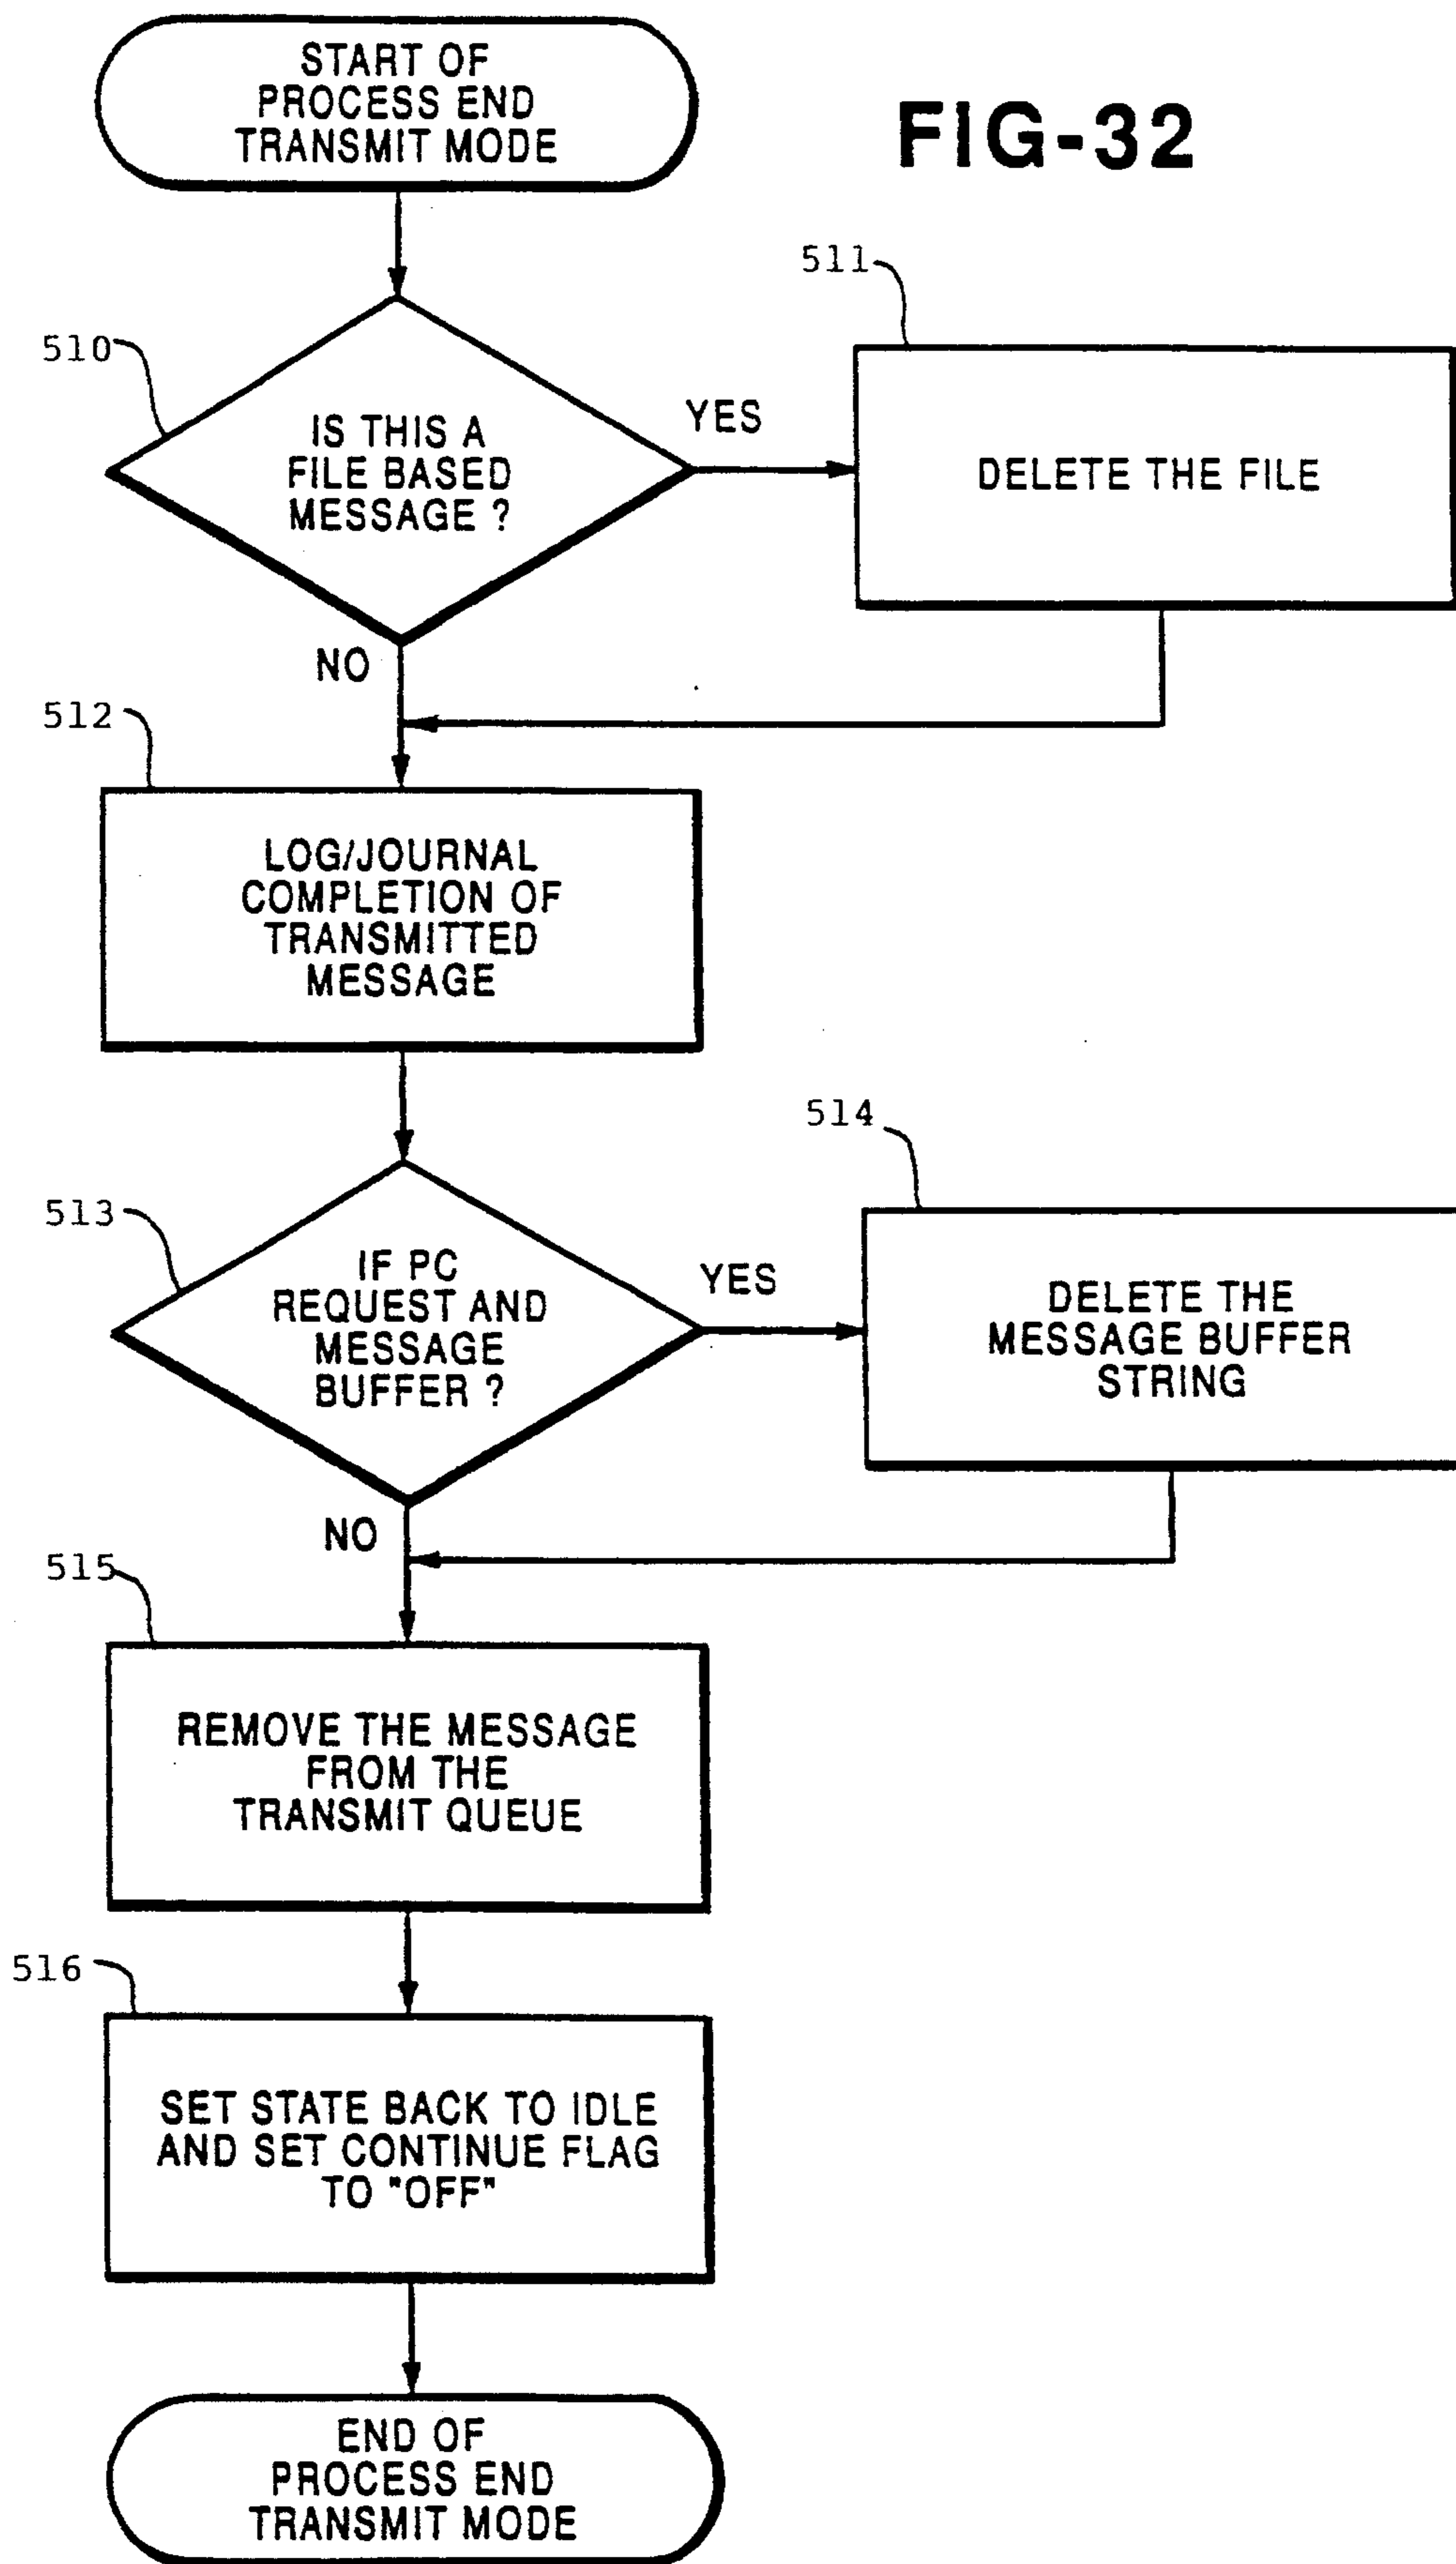 START OF
PROCESS END
TRANSMIT MODE
FIG-32
510
IS THIS A
FILE BASED
MESSAGE ?
YES
511
DELETE THE FILE
NO
512
LOG/JOURNAL
COMPLETION OF
TRANSMITTED
MESSAGE
513
IF PC
REQUEST AND
MESSAGE
BUFFER ?
YES
514
DELETE THE
MESSAGE BUFFER
STRING
NO
515
REMOVE THE MESSAGE
FROM THE
TRANSMIT QUEUE
516
SET STATE BACK TO IDLE
AND SET CONTINUE FLAG
TO "OFF"
END OF
PROCESS END
TRANSMIT MODE